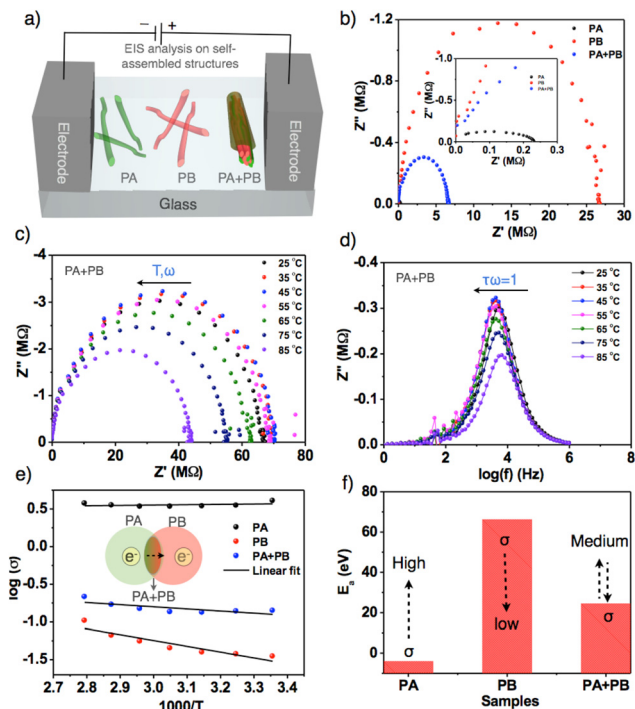 a)
− +
EIS analysis on self-
assembled structures
Electrode
PA
PB
PA+PB
Electrode
Glass
b)
-1.2
-0.8
-0.4
0.0
Z'' (MΩ)
0 5 10 15 20 25 30
Z' (MΩ)
PA
PB
PA+PB
-1.0
-0.5
0.0
Z'' (MΩ)
0.0 0.1 0.2 0.3
Z' (MΩ)
PA
PB
PA+PB
c)
PA+PB
T,ω
-4
-3
-2
-1
0
Z'' (MΩ)
0 20 40 60 80
Z' (MΩ)
25 °C
35 °C
45 °C
55 °C
65 °C
75 °C
85 °C
d)
PA+PB
τω=1
-0.4
-0.3
-0.2
-0.1
-0.0
Z'' (MΩ)
0 2 4 6 8
log(f) (Hz)
25 °C
35 °C
45 °C
55 °C
65 °C
75 °C
85 °C
e)
0.5
0.0
-0.5
-1.0
-1.5
log (σ)
PA PB
e- e-
PA+PB
PA
PB
PA+PB
Linear fit
2.7 2.8 2.9 3.0 3.1 3.2 3.3 3.4
1000/T
f)
80
60
40
20
0
Ea (eV)
High
σ
σ
low
Medium
σ
PA PB PA+PB
Samples